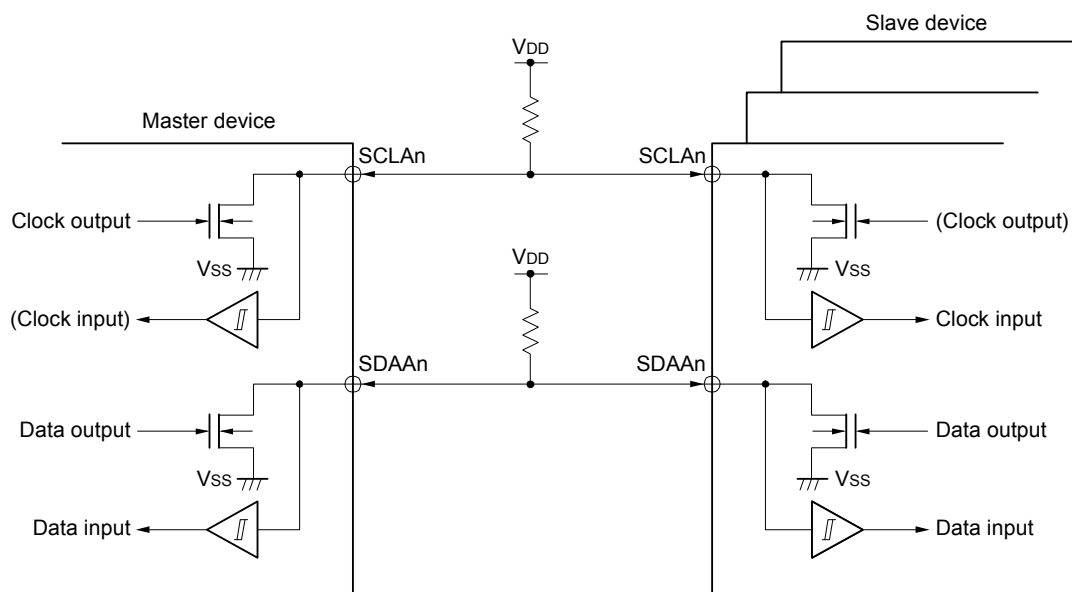 Slave device
VDD
Master device
SCLAn
SCLAn
Clock output
(Clock output)
VSS
VSS
VDD
(Clock input)
Clock input
SDAAn
SDAAn
Data output
Data output
VSS
VSS
Data input
Data input